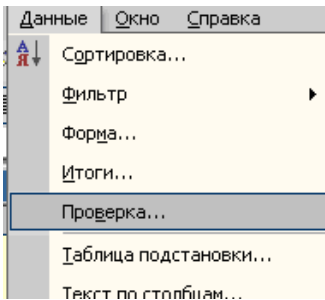 Данные Окно Справка
Сортировка...
Фильтр
Форма...
Итоги...
Проверка...
Таблица подстановки...
Текст по столбцам...